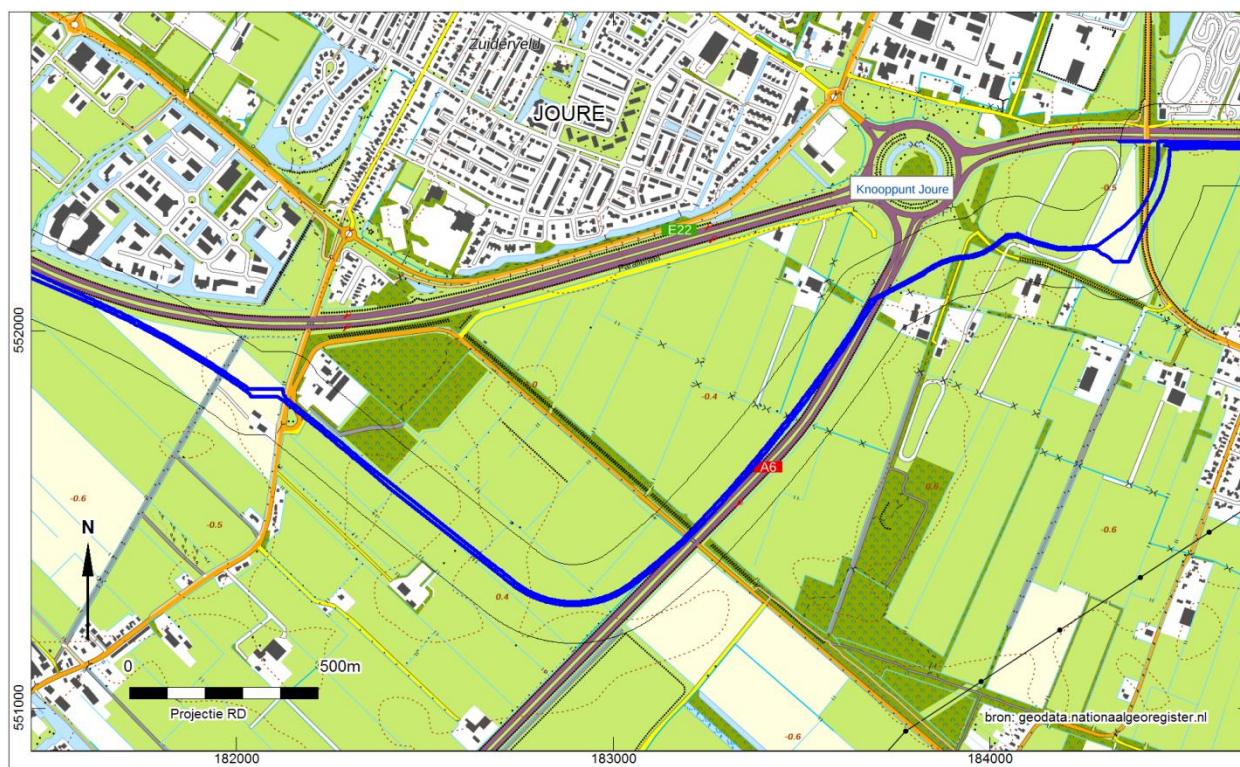 Zuiderveld
JOURE
Knooppunt Joure
-0.5
E22
552000
-0.4
A6
-0.6
-0.5
0.6
-0.6
0.4
N
0
500m
Projectie RD
551000
bron: geodata:nationaalgeoregister.nl
-0.6
182000
183000
184000